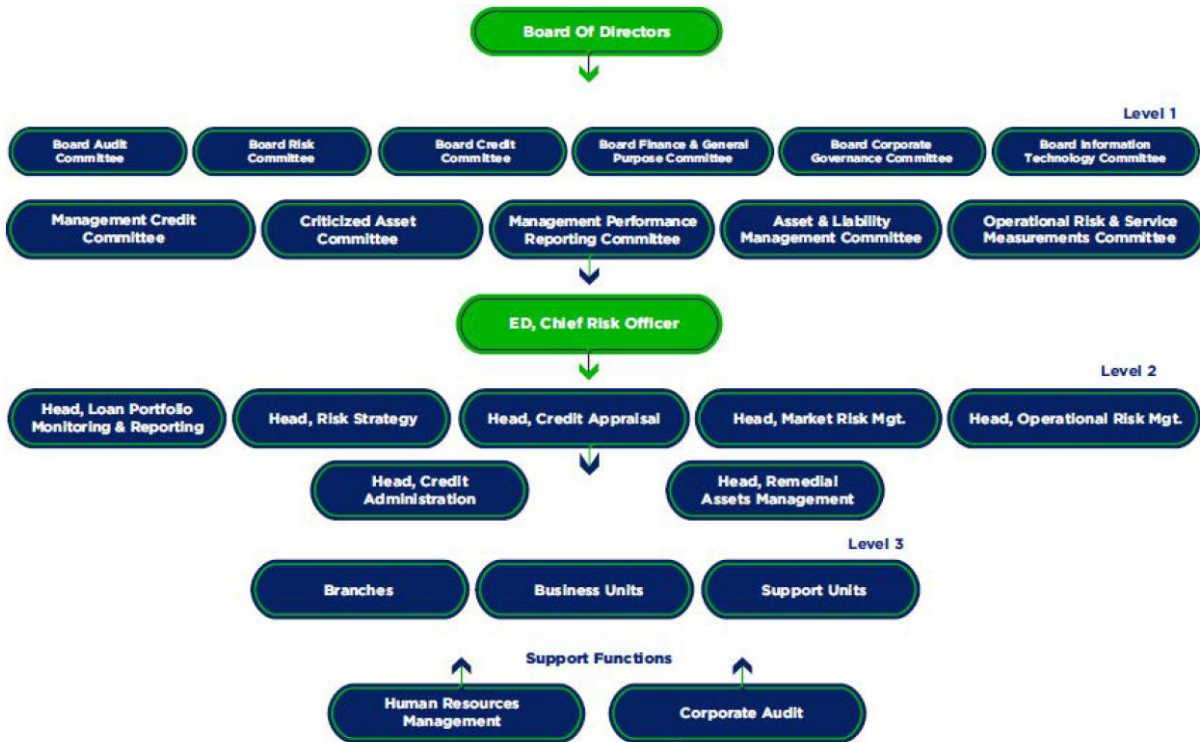 Board Of Directors
Level 1
Board Audit
Committee
Board Risk
Committee
Board Credit
Committee
Board Finance & General
Purpose Committee
Board Corporate
Governance Committee
Board Information
Technology Committee
Management Credit
Committee
Criticized Asset
Committee
Management Performance
Reporting Committee
Asset & Liability
Management Committee
Operational Risk & Service
Measurements Committee
ED, Chief Risk Officer
Level 2
Head, Loan Portfolio
Monitoring & Reporting
Head, Risk Strategy
Head, Credit Appraisal
Head, Market Risk Mgt.
Head, Operational Risk Mgt.
Head, Credit
Administration
Head, Remedial
Assets Management
Level 3
Branches
Business Units
Support Units
Support Functions
Human Resources
Management
Corporate Audit